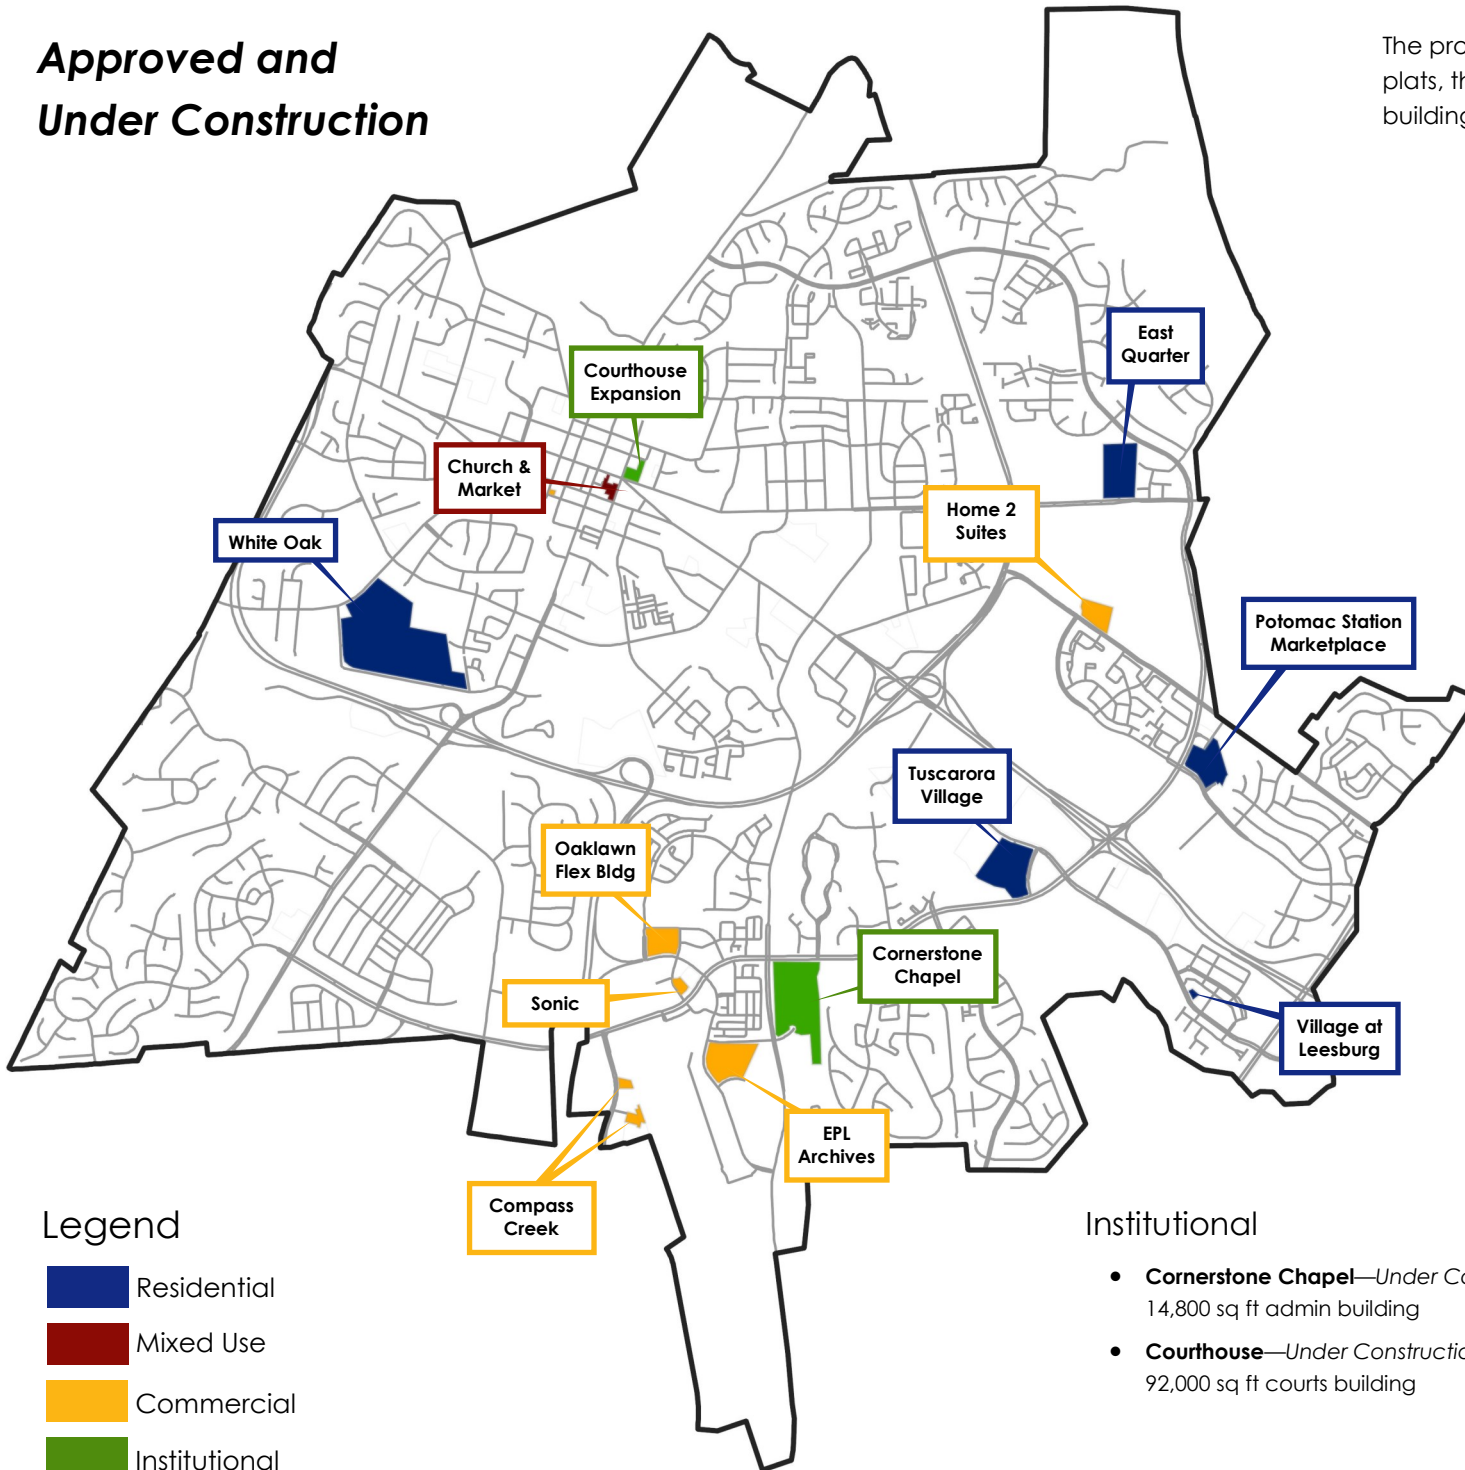 Approved and
Under Construction
The pro
plats, th
building
East
Quarter
Courthouse
Expansion
Church &
Market
Home 2
Suites
White Oak
Potomac Station
Marketplace
Tuscarora
Village
Oaklawn
Flex Bldg
Cornerstone
Chapel
Sonic
Village at
Leesburg
EPL
Archives
Compass
Creek
Legend
Residential
Mixed Use
Commercial
Institutional
Institutional
• Cornerstone Chapel—Under Co
14,800 sq ft admin building
• Courthouse—Under Constructio
92,000 sq ft courts building